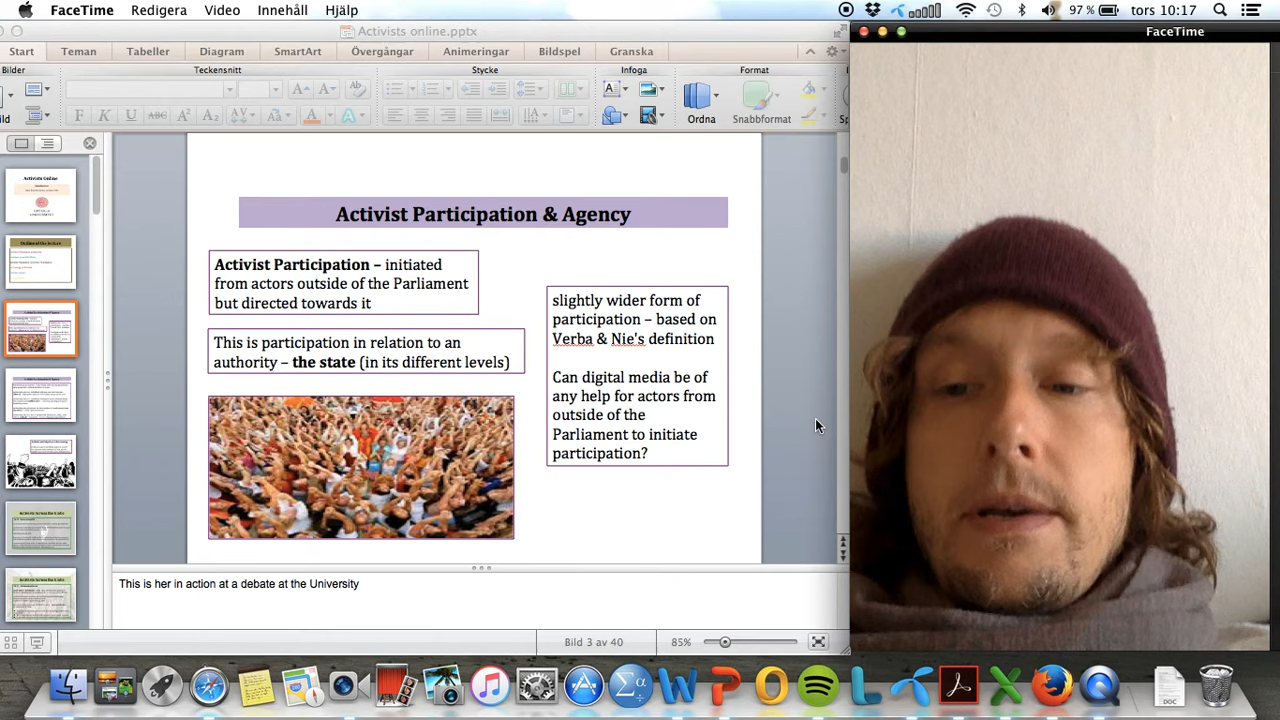 FaceTime Redigera Video Innehåll Hjälp 97 % tors 10:17
Activists online.pptx
FaceTime
Start Teman Tabeller Diagram SmartArt Övergångar Animeringar Bildspel Granska
Bilder Teckensnitt Stycke Infoga Format
F K U ABC A A
Ordna Snabbformat
Activist Participation & Agency
Activist Participation – initiated
from actors outside of the Parliament
but directed towards it
This is participation in relation to an
authority – the state (in its different levels)
slightly wider form of
participation – based on
Verba & Nie's definition
Can digital media be of
any help for actors from
outside of the
Parliament to initiate
participation?
This is her in action at a debate at the University
Bild 3 av 40 85%
DOC